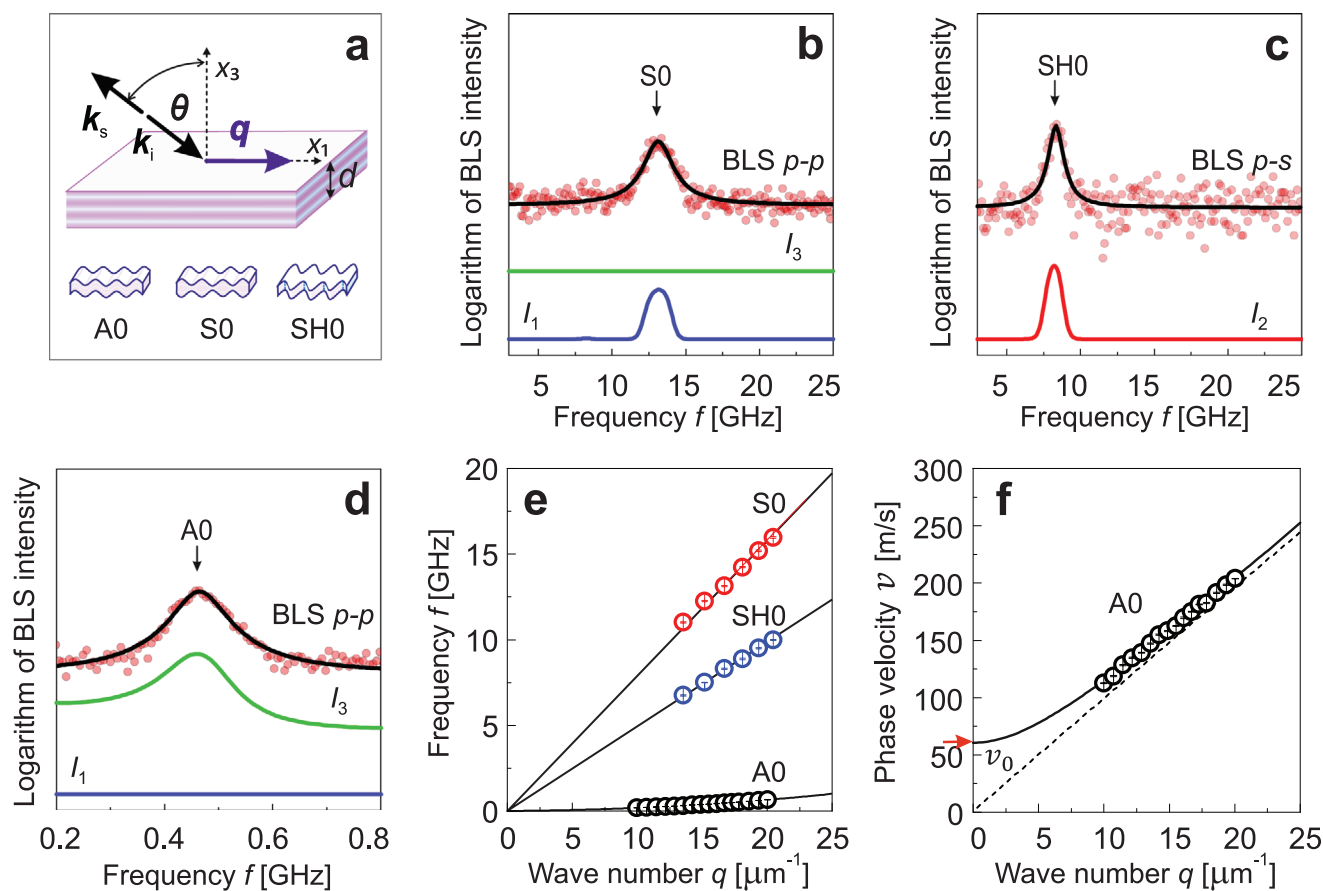 a
x3
θ
ks
ki
q
x1
d
A0
S0
SH0
b
S0
BLS p-p
I3
I1
Logarithm of BLS intensity
5
10
15
20
25
Frequency f [GHz]
c
SH0
BLS p-s
I2
Logarithm of BLS intensity
5
10
15
20
25
Frequency f [GHz]
d
A0
BLS p-p
I3
I1
Logarithm of BLS intensity
0.2
0.4
0.6
0.8
Frequency f [GHz]
e
S0
SH0
A0
Frequency f [GHz]
20
15
10
5
0
0
5
10
15
20
25
Wave number q [μm-1]
f
A0
v0
Phase velocity v [m/s]
300
250
200
150
100
50
0
0
5
10
15
20
25
Wave number q [μm-1]